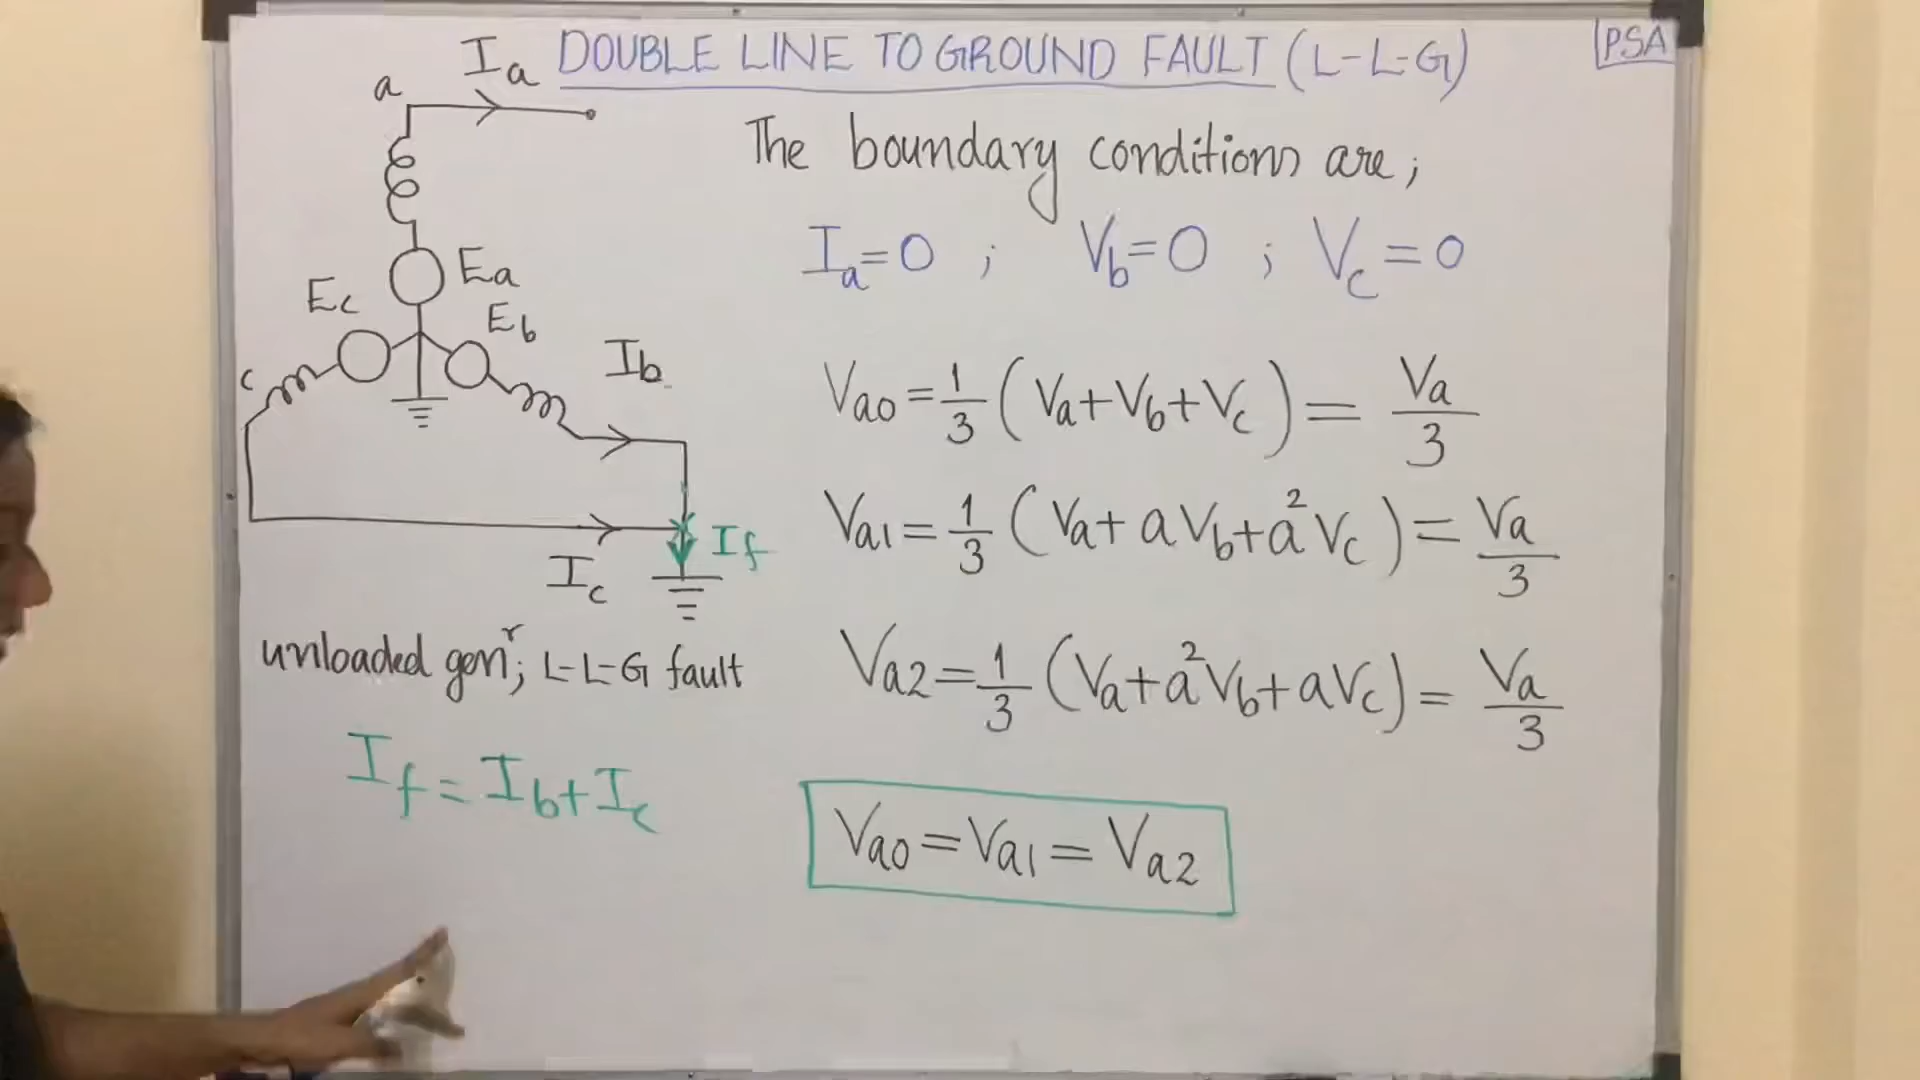 DOUBLE LINE TO GROUND FAULT (L-L-G)
PSA
a
Ia
Ea
Ec
Eb
c
Ib
Ic
If
unloaded genʳ; L-L-G fault
If = Ib+Ic
The boundary conditions are;
Ia=0 ; Vb=0 ; Vc=0
Va0 = 1/3 (Va+Vb+Vc) = Va/3
Va1 = 1/3 (Va+aVb+a²Vc) = Va/3
Va2 = 1/3 (Va+a²Vb+aVc) = Va/3
Va0 = Va1 = Va2